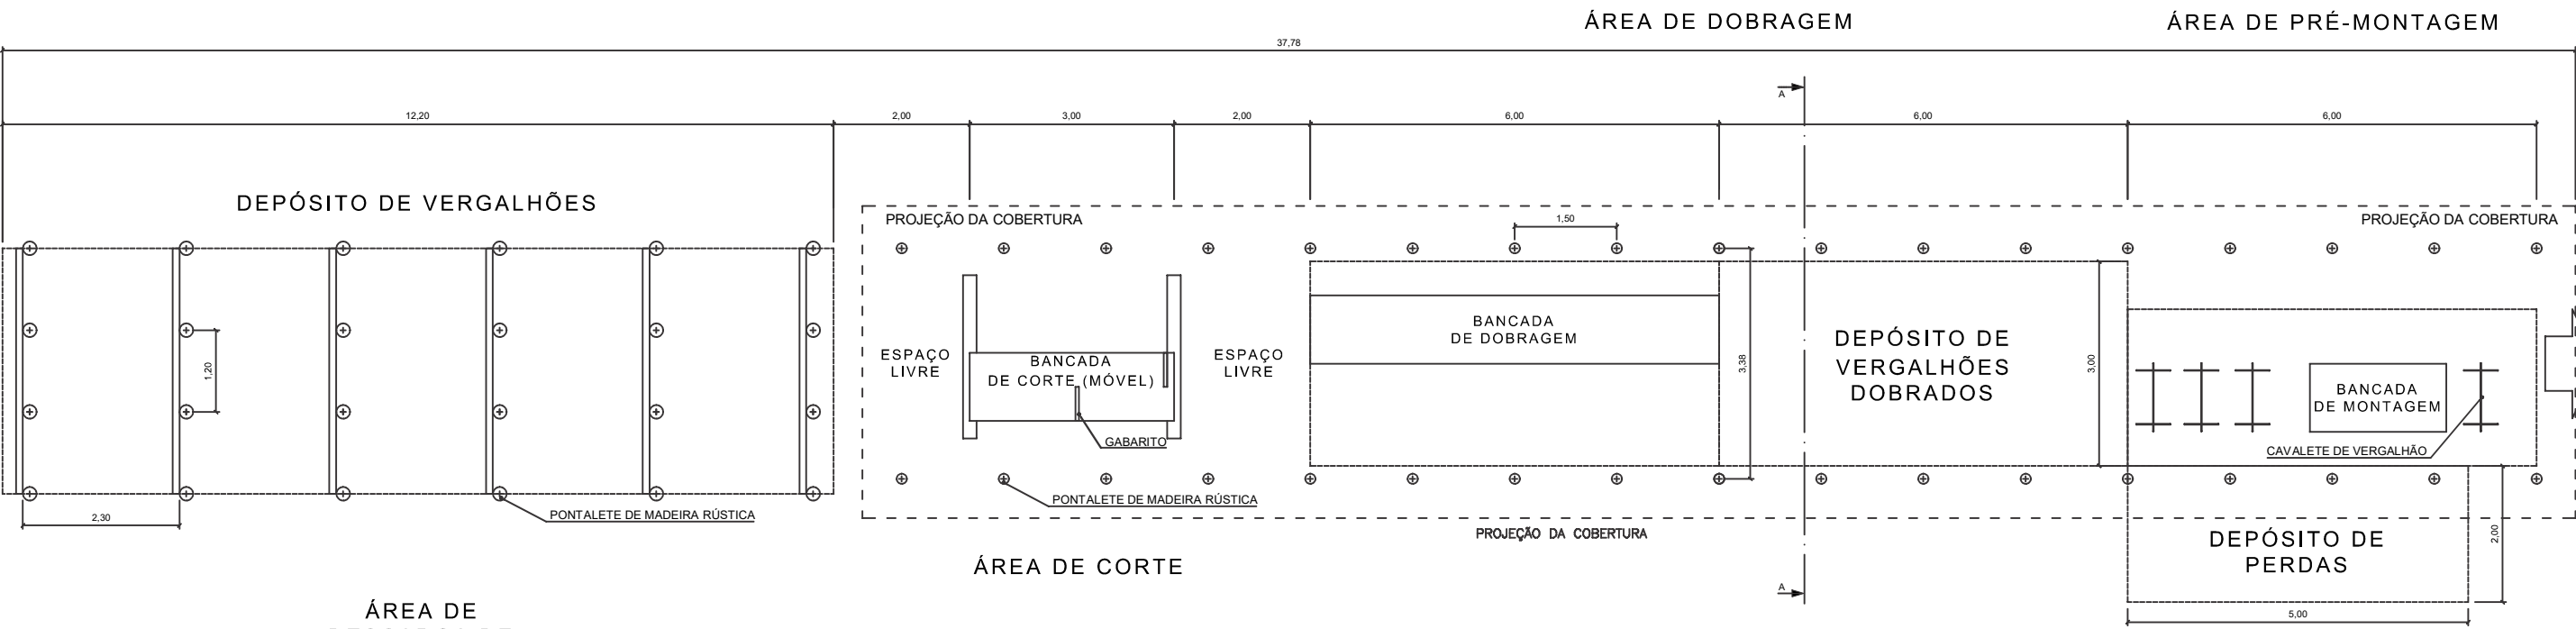 ÁREA DE DOBRAGEM
ÁREA DE PRÉ-MONTAGEM
37,78
A
12,20
2,00
3,00
2,00
6,00
6,00
6,00
DEPÓSITO DE VERGALHÕES
PROJEÇÃO DA COBERTURA
1,50
PROJEÇÃO DA COBERTURA
BANCADA
DE DOBRAGEM
DEPÓSITO DE
VERGALHÕES
DOBRADOS
ESPAÇO
LIVRE
BANCADA
DE CORTE (MÓVEL)
ESPAÇO
LIVRE
1,20
3,38
3,00
BANCADA
DE MONTAGEM
GABARITO
CAVALETE DE VERGALHÃO
PONTALETE DE MADEIRA RÚSTICA
2,30
PONTALETE DE MADEIRA RÚSTICA
PROJEÇÃO DA COBERTURA
2,00
DEPÓSITO DE
PERDAS
ÁREA DE CORTE
A
ÁREA DE
5,00